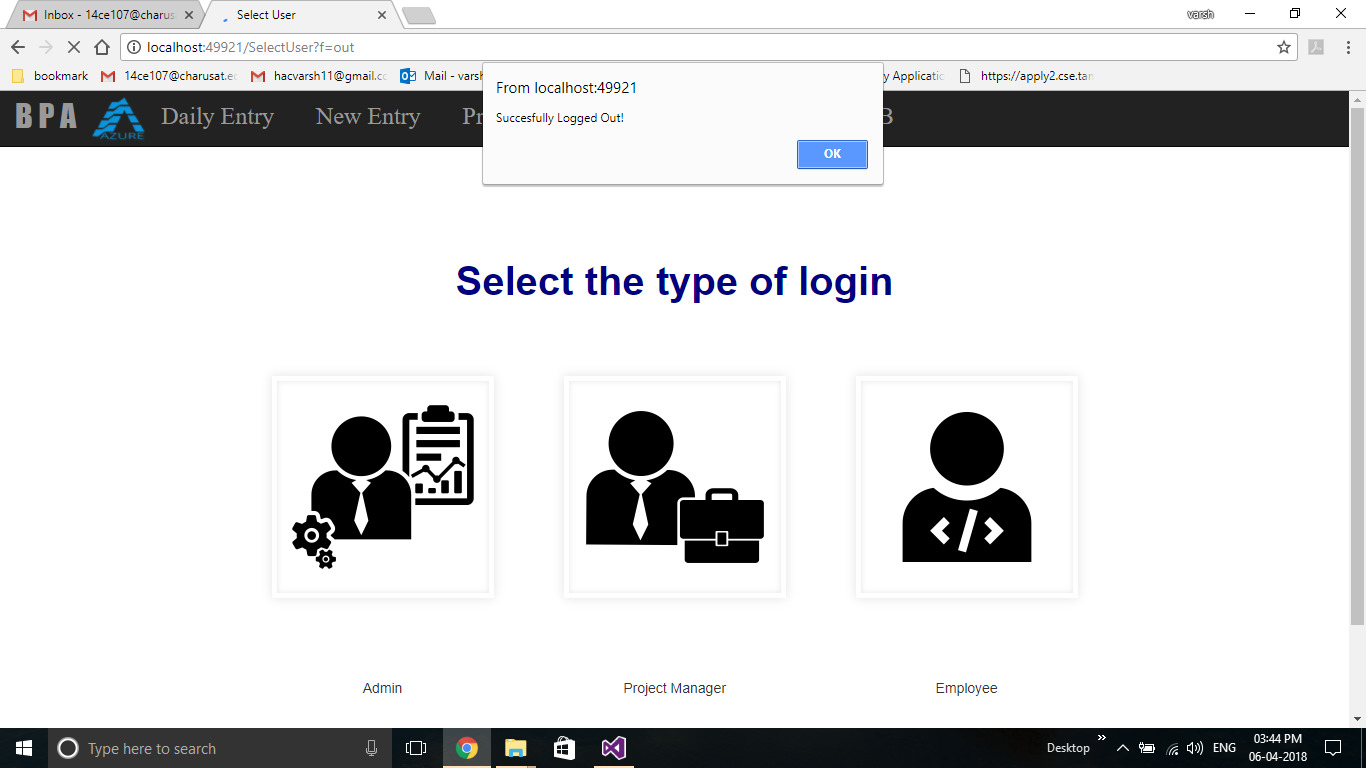 Inbox - 14ce107@charus
Select User
varsh
localhost:49921/SelectUser?f=out
bookmark
14ce107@charusat.ec
hacvarsh11@gmail.cc
Mail - varsh
y Applicatic
https://apply2.cse.tan
From localhost:49921
Succesfully Logged Out!
OK
BPA
AZURE
Daily Entry
New Entry
Pr
B
Select the type of login
</>
Admin
Project Manager
Employee
Type here to search
Desktop
ENG
03:44 PM
06-04-2018